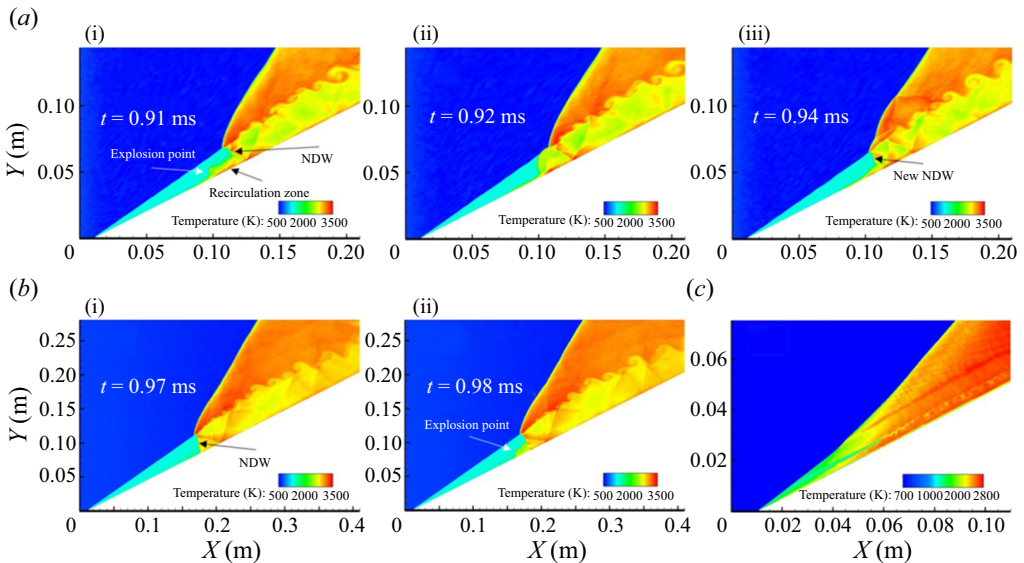 (a)
(i)
(ii)
(iii)
t = 0.91 ms
t = 0.92 ms
t = 0.94 ms
Explosion point
NDW
Recirculation zone
New NDW
Temperature (K): 500 2000 3500
Temperature (K): 500 2000 3500
Temperature (K): 500 2000 3500
Y (m)
0.10
0.05
0 0.05 0.10 0.15 0.20
0.10
0.05
0 0.05 0.10 0.15 0.20
0.10
0.05
0 0.05 0.10 0.15 0.20
(b)
(i)
(ii)
(c)
t = 0.97 ms
t = 0.98 ms
NDW
Explosion point
Temperature (K): 500 2000 3500
Temperature (K): 500 2000 3500
Temperature (K): 700 1000 2000 2800
Y (m)
0.25
0.20
0.15
0.10
0.05
0 0.1 0.2 0.3 0.4
X (m)
0.25
0.20
0.15
0.10
0.05
0 0.1 0.2 0.3 0.4
X (m)
0.06
0.04
0.02
0 0.02 0.04 0.06 0.08 0.10
X (m)